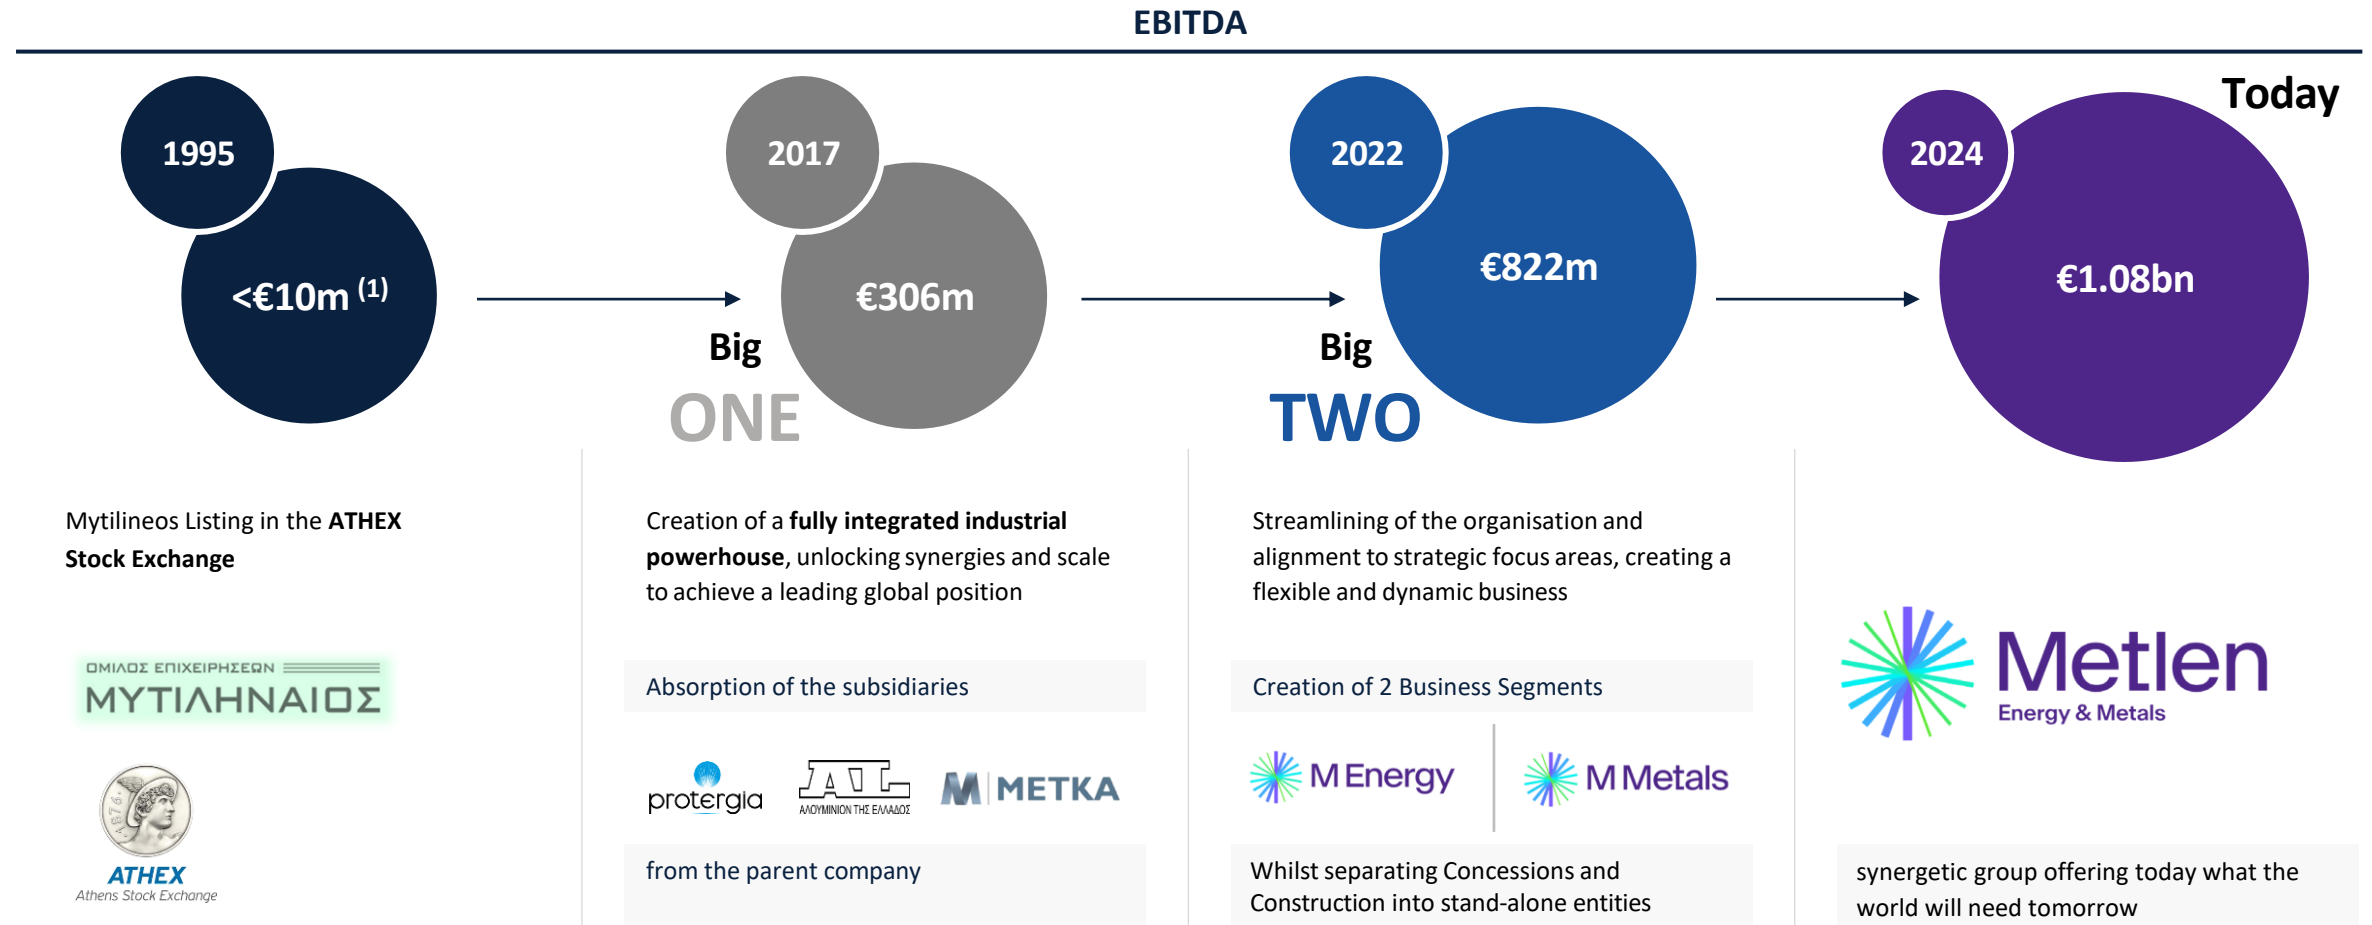 EBITDA
1995
<€10m (1)
2017
€306m
Big
ONE
2022
€822m
Big
TWO
2024
€1.08bn
Today
Mytilineos Listing in the ATHEX
Stock Exchange
ΟΜΙΛΟΣ ΕΠΙΧΕΙΡΗΣΕΩΝ
ΜΥΤΙΛΗΝΑΙΟΣ
·1876·
ATHEX
Athens Stock Exchange
Creation of a fully integrated industrial
powerhouse, unlocking synergies and scale
to achieve a leading global position
Absorption of the subsidiaries
protergia
ΑΛΟΥΜΙΝΙΟΝ ΤΗΣ ΕΛΛΑΔΟΣ
M METKA
from the parent company
Streamlining of the organisation and
alignment to strategic focus areas, creating a
flexible and dynamic business
Creation of 2 Business Segments
M Energy
M Metals
Whilst separating Concessions and
Construction into stand-alone entities
Metlen
Energy & Metals
synergetic group offering today what the
world will need tomorrow